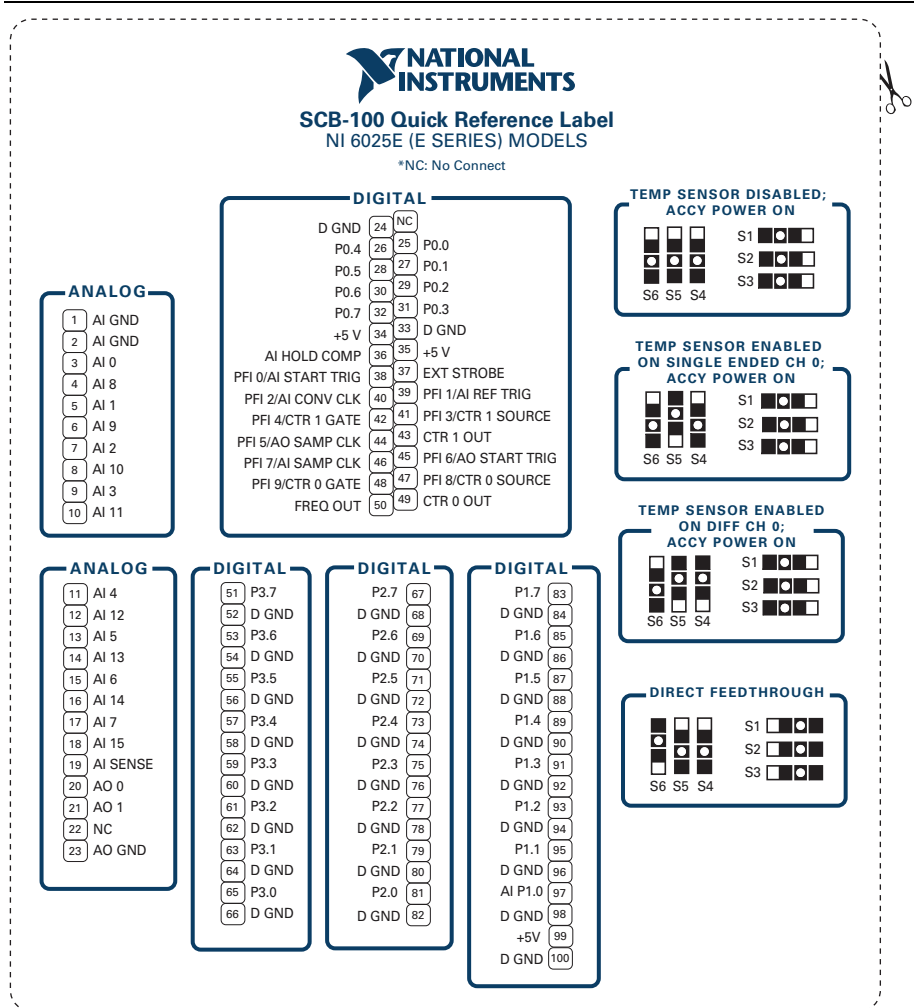 NATIONAL
INSTRUMENTS
SCB-100 Quick Reference Label
NI 6025E (E SERIES) MODELS
*NC: No Connect
ANALOG
1 AI GND
2 AI GND
3 AI 0
4 AI 8
5 AI 1
6 AI 9
7 AI 2
8 AI 10
9 AI 3
10 AI 11
DIGITAL
D GND 24 NC
P0.4 26 25 P0.0
P0.5 28 27 P0.1
P0.6 30 29 P0.2
P0.7 32 31 P0.3
+5 V 34 33 D GND
AI HOLD COMP 36 35 +5 V
PFI 0/AI START TRIG 38 37 EXT STROBE
PFI 2/AI CONV CLK 40 39 PFI 1/AI REF TRIG
PFI 4/CTR 1 GATE 42 41 PFI 3/CTR 1 SOURCE
PFI 5/AO SAMP CLK 44 43 CTR 1 OUT
PFI 7/AI SAMP CLK 46 45 PFI 6/AO START TRIG
PFI 9/CTR 0 GATE 48 47 PFI 8/CTR 0 SOURCE
FREQ OUT 50 49 CTR 0 OUT
TEMP SENSOR DISABLED;
ACCY POWER ON
S1
S2
S3
S6 S5 S4
TEMP SENSOR ENABLED
ON SINGLE ENDED CH 0;
ACCY POWER ON
S1
S2
S3
S6 S5 S4
TEMP SENSOR ENABLED
ON DIFF CH 0;
ACCY POWER ON
S1
S2
S3
S6 S5 S4
DIRECT FEEDTHROUGH
S1
S2
S3
S6 S5 S4
ANALOG
11 AI 4
12 AI 12
13 AI 5
14 AI 13
15 AI 6
16 AI 14
17 AI 7
18 AI 15
19 AI SENSE
20 AO 0
21 AO 1
22 NC
23 AO GND
DIGITAL
51 P3.7
52 D GND
53 P3.6
54 D GND
55 P3.5
56 D GND
57 P3.4
58 D GND
59 P3.3
60 D GND
61 P3.2
62 D GND
63 P3.1
64 D GND
65 P3.0
66 D GND
DIGITAL
P2.7 67
D GND 68
P2.6 69
D GND 70
P2.5 71
D GND 72
P2.4 73
D GND 74
P2.3 75
D GND 76
P2.2 77
D GND 78
P2.1 79
D GND 80
P2.0 81
D GND 82
DIGITAL
P1.7 83
D GND 84
P1.6 85
D GND 86
P1.5 87
D GND 88
P1.4 89
D GND 90
P1.3 91
D GND 92
P1.2 93
D GND 94
P1.1 95
D GND 96
AI P1.0 97
D GND 98
+5V 99
D GND 100